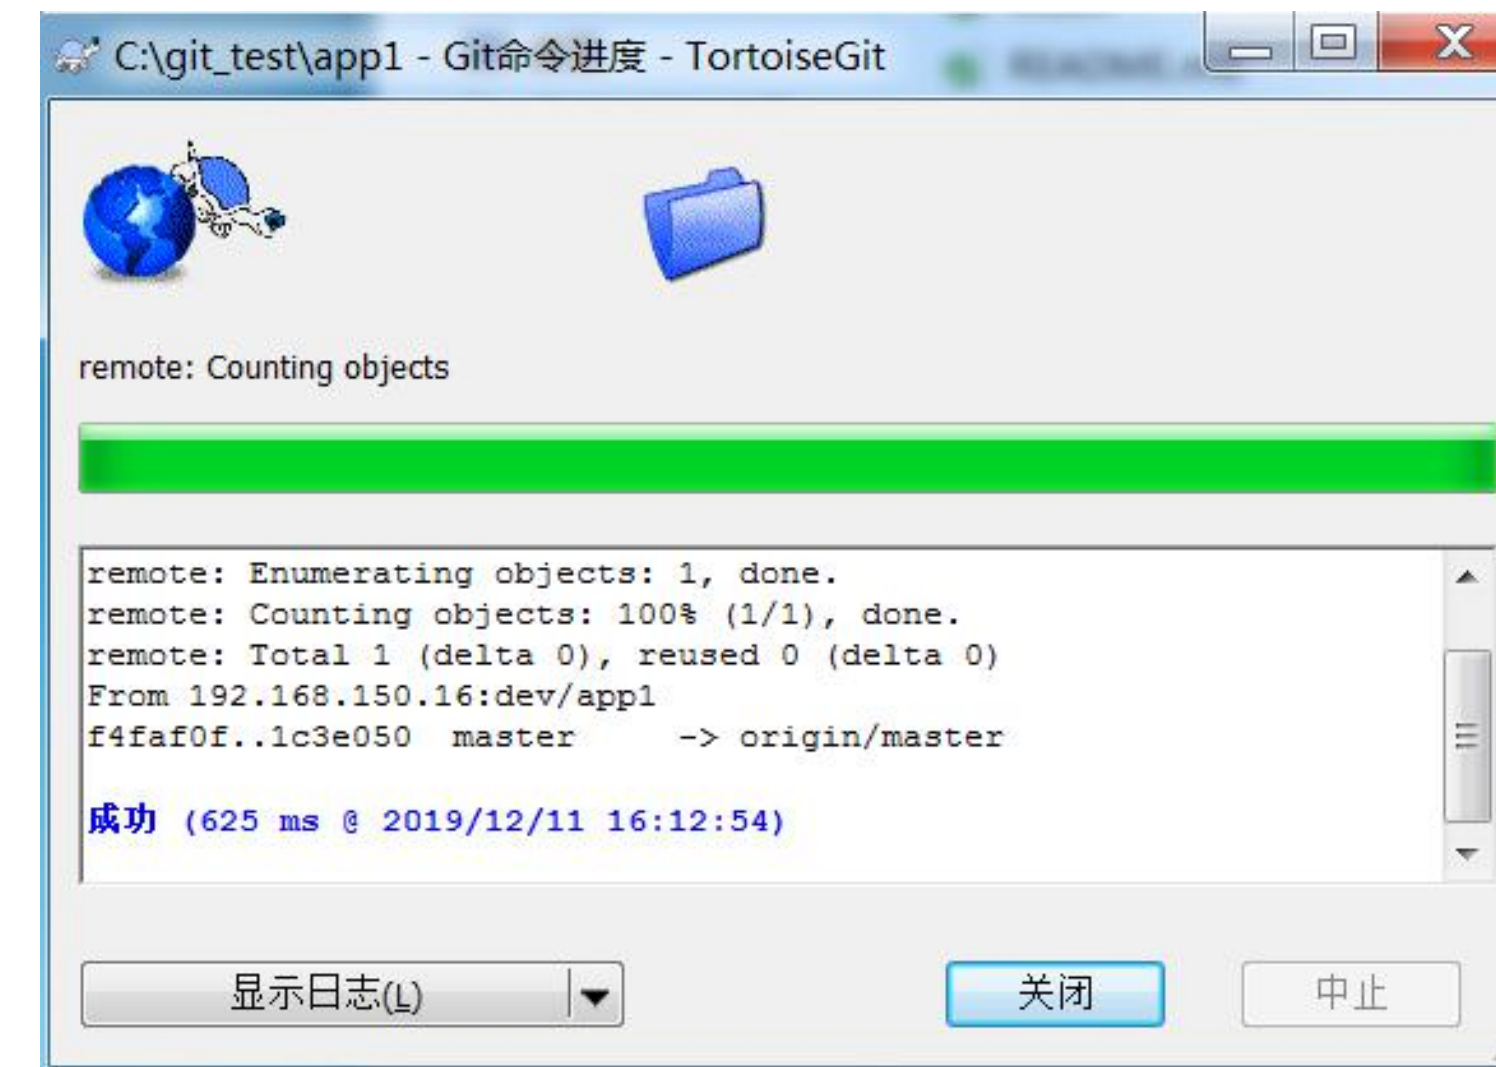 C:\git_test\app1 - Git命令进度 - TortoiseGit
remote: Counting objects
remote: Enumerating objects: 1, done.
remote: Counting objects: 100% (1/1), done.
remote: Total 1 (delta 0), reused 0 (delta 0)
From 192.168.150.16:dev/app1
f4faf0f..1c3e050  master     -> origin/master
成功 (625 ms @ 2019/12/11 16:12:54)
显示日志(L)
关闭
中止